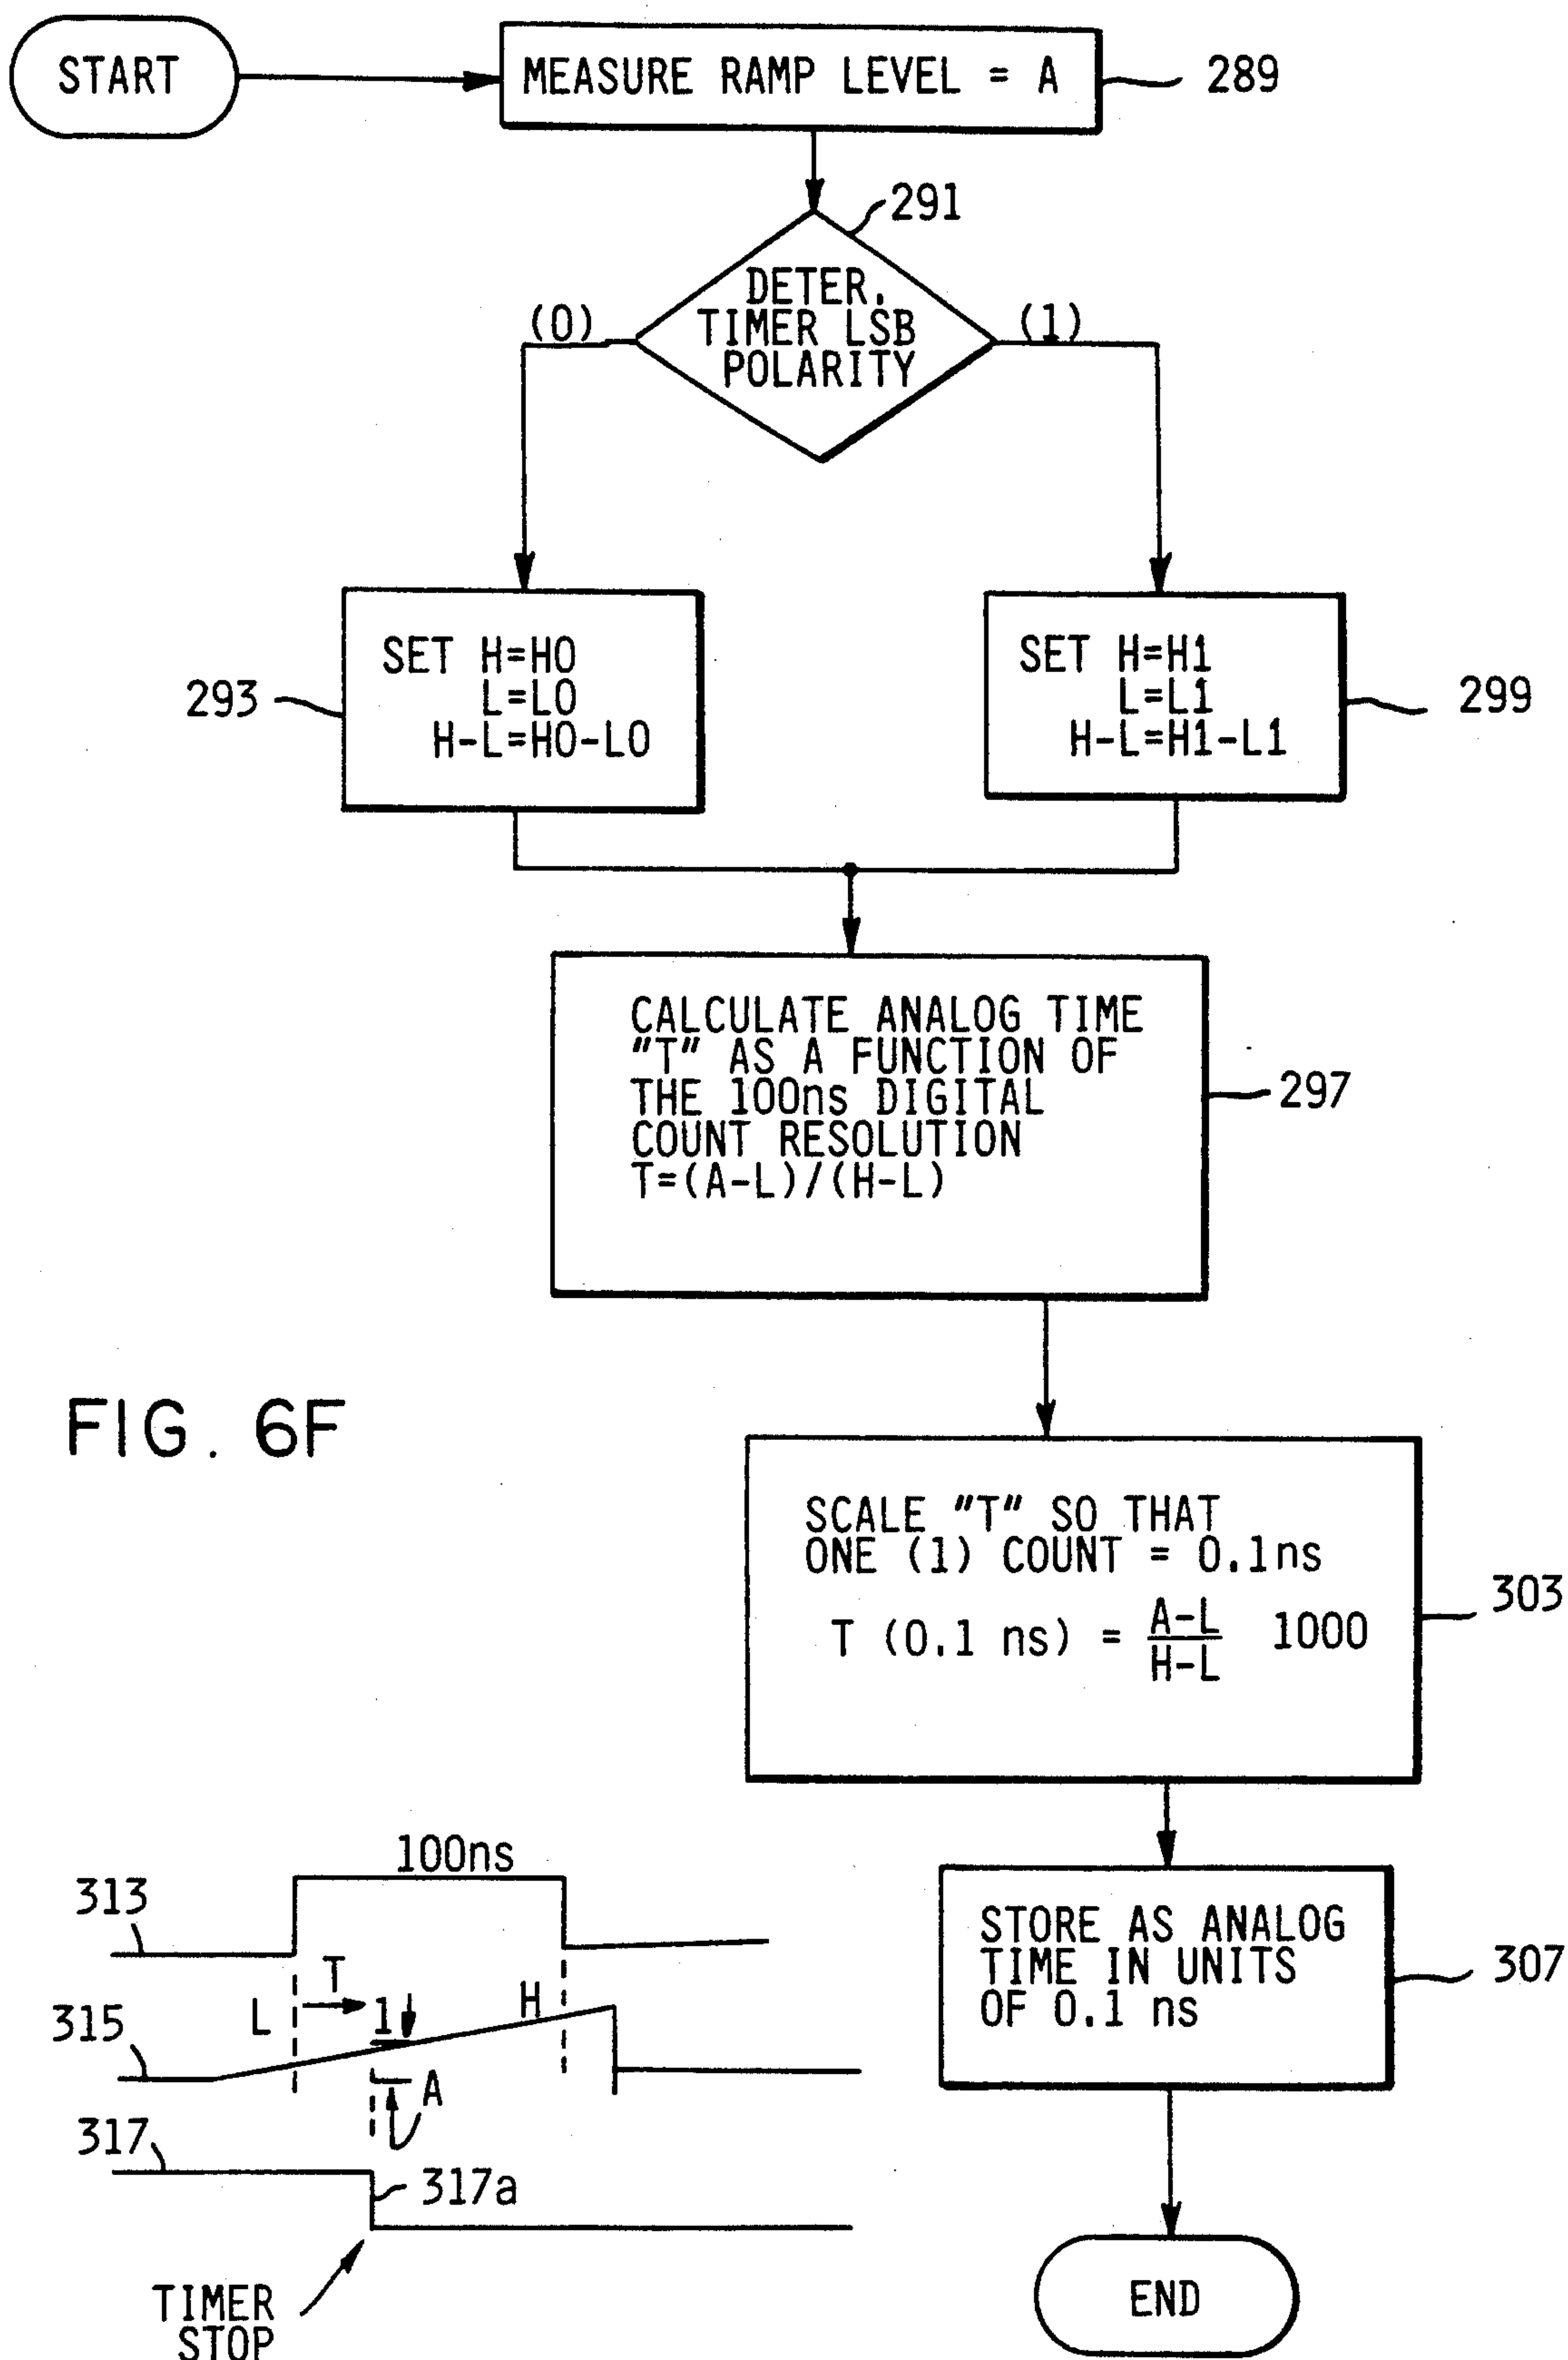 START
MEASURE RAMP LEVEL = A
289
291
DETER.
TIMER LSB
POLARITY
(0)
(1)
SET H=H0
L=L0
H-L=H0-L0
293
SET H=H1
L=L1
H-L=H1-L1
299
CALCULATE ANALOG TIME
"T" AS A FUNCTION OF
THE 100ns DIGITAL
COUNT RESOLUTION
T=(A-L)/(H-L)
297
FIG. 6F
SCALE "T" SO THAT
ONE (1) COUNT = 0.1ns
T (0.1 ns) = A-L/H-L 1000
303
STORE AS ANALOG
TIME IN UNITS
OF 0.1 ns
307
END
100ns
313
T
L
1
H
315
A
317
317a
TIMER
STOP